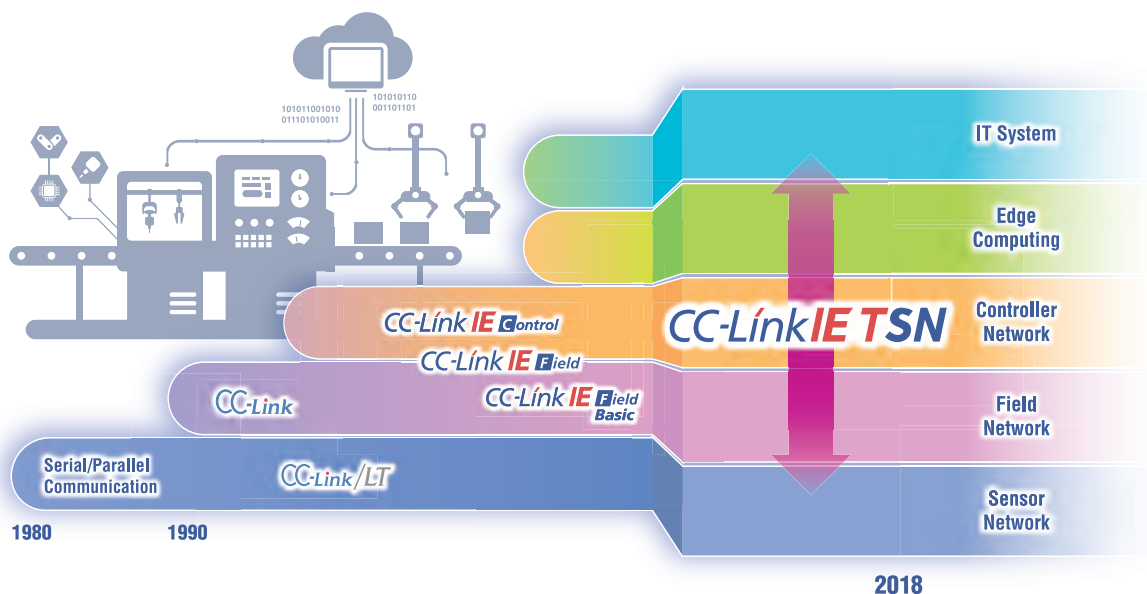 101011001010
011101010011
101010110
001101101
IT System
Edge
Computing
CC-Link IE Control
CC-Link IE TSN
Controller
Network
CC-Link IE Field
CC-Link
CC-Link IE Field
Basic
Field
Network
Serial/Parallel
Communication
CC-Link/LT
Sensor
Network
1980
1990
2018